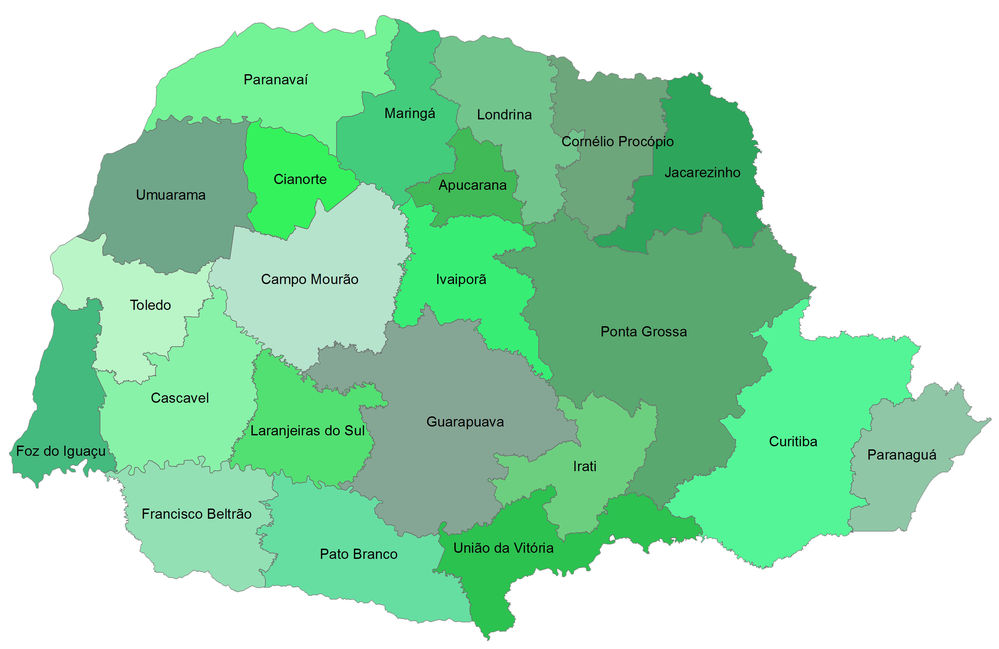 Paranavaí
Maringá
Londrina
Cornélio Procópio
Jacarezinho
Cianorte
Apucarana
Umuarama
Campo Mourão
Ivaiporã
Toledo
Ponta Grossa
Cascavel
Guarapuava
Laranjeiras do Sul
Curitiba
Foz do Iguaçu
Irati
Paranaguá
Francisco Beltrão
União da Vitória
Pato Branco